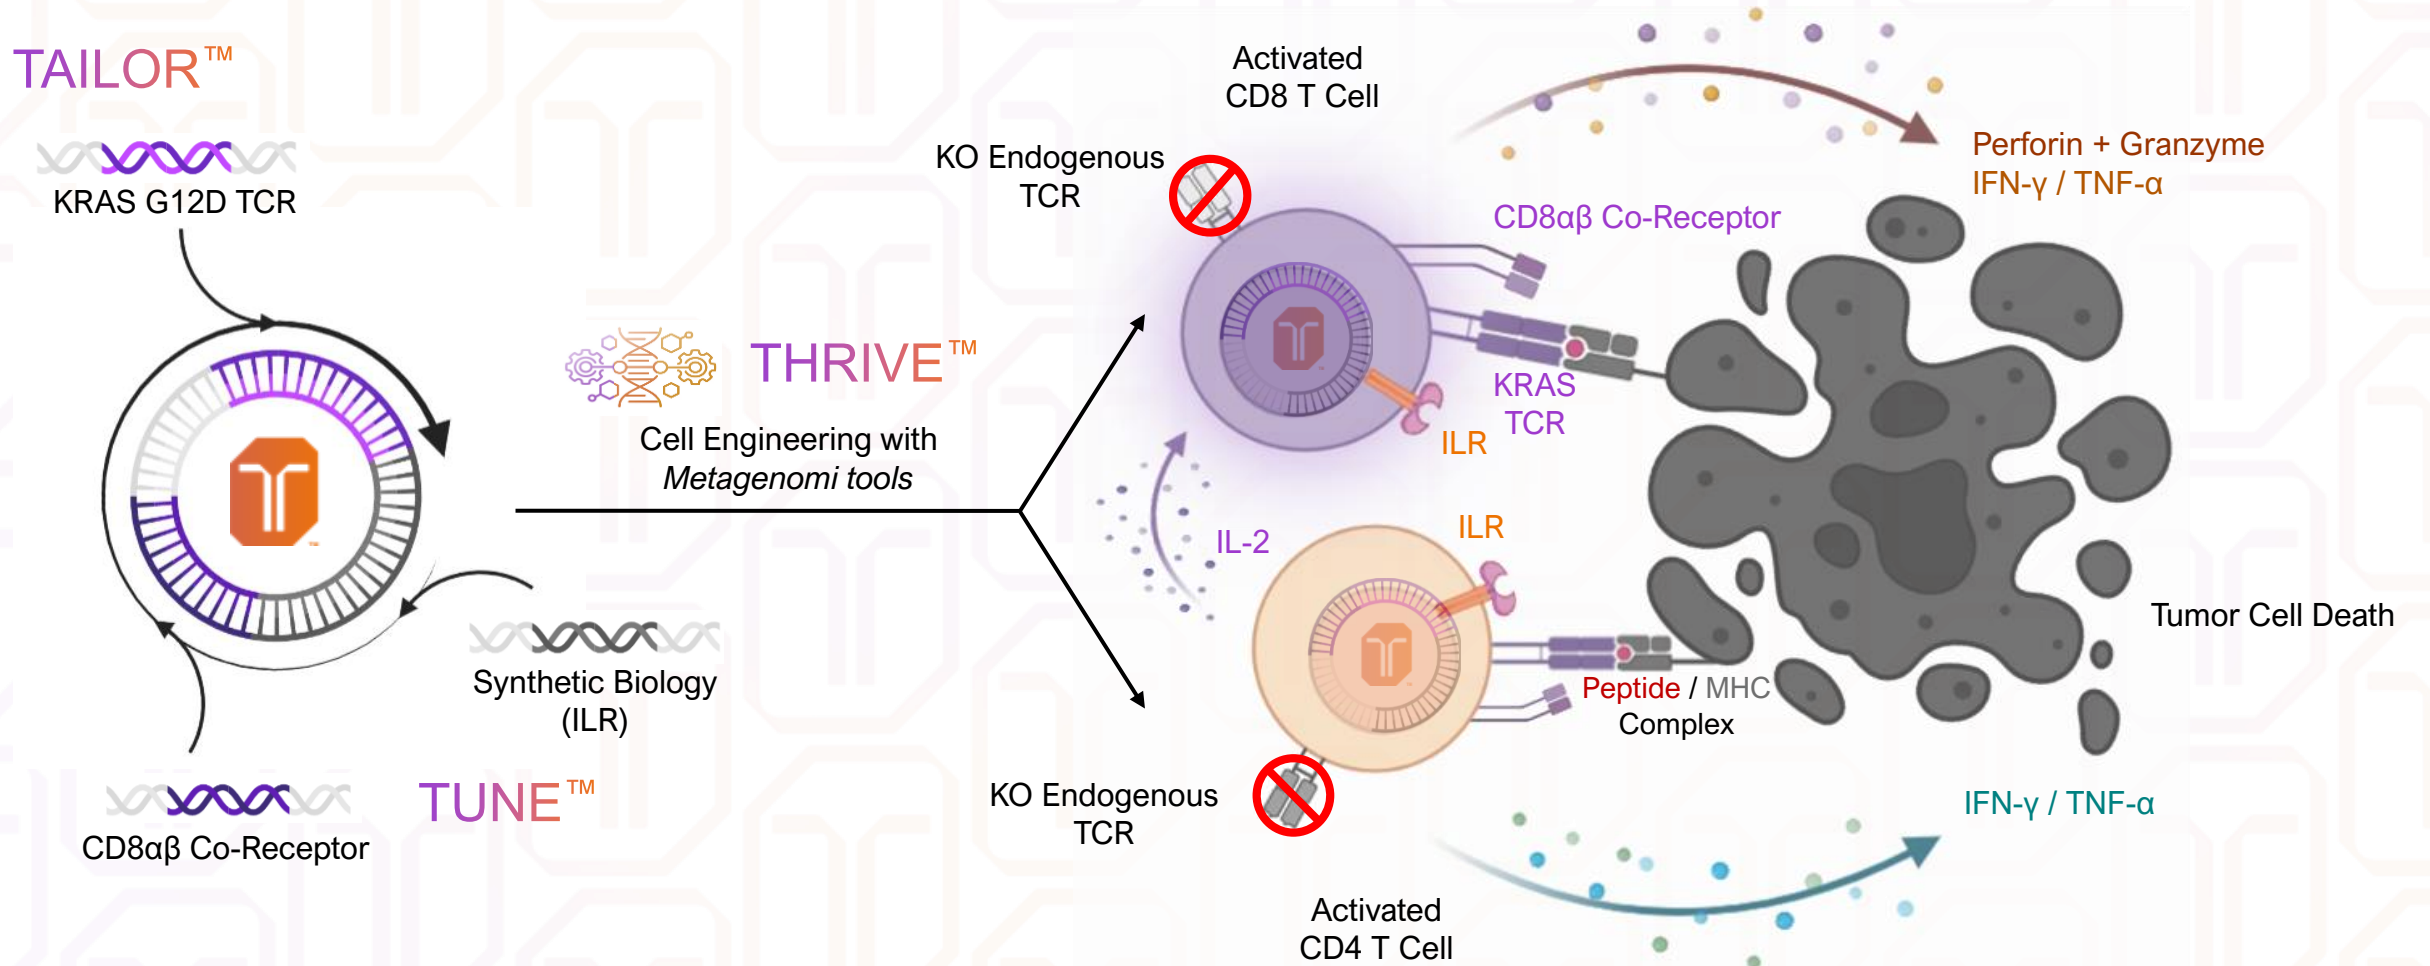 TAILOR™
KRAS G12D TCR
THRIVE™
Cell Engineering with
Metagenomi tools
Synthetic Biology
(ILR)
CD8αβ Co-Receptor
TUNE™
Activated
CD8 T Cell
KO Endogenous
TCR
CD8αβ Co-Receptor
Perforin + Granzyme
IFN-γ / TNF-α
KRAS
TCR
ILR
IL-2
ILR
Peptide / MHC
Complex
Tumor Cell Death
KO Endogenous
TCR
IFN-γ / TNF-α
Activated
CD4 T Cell